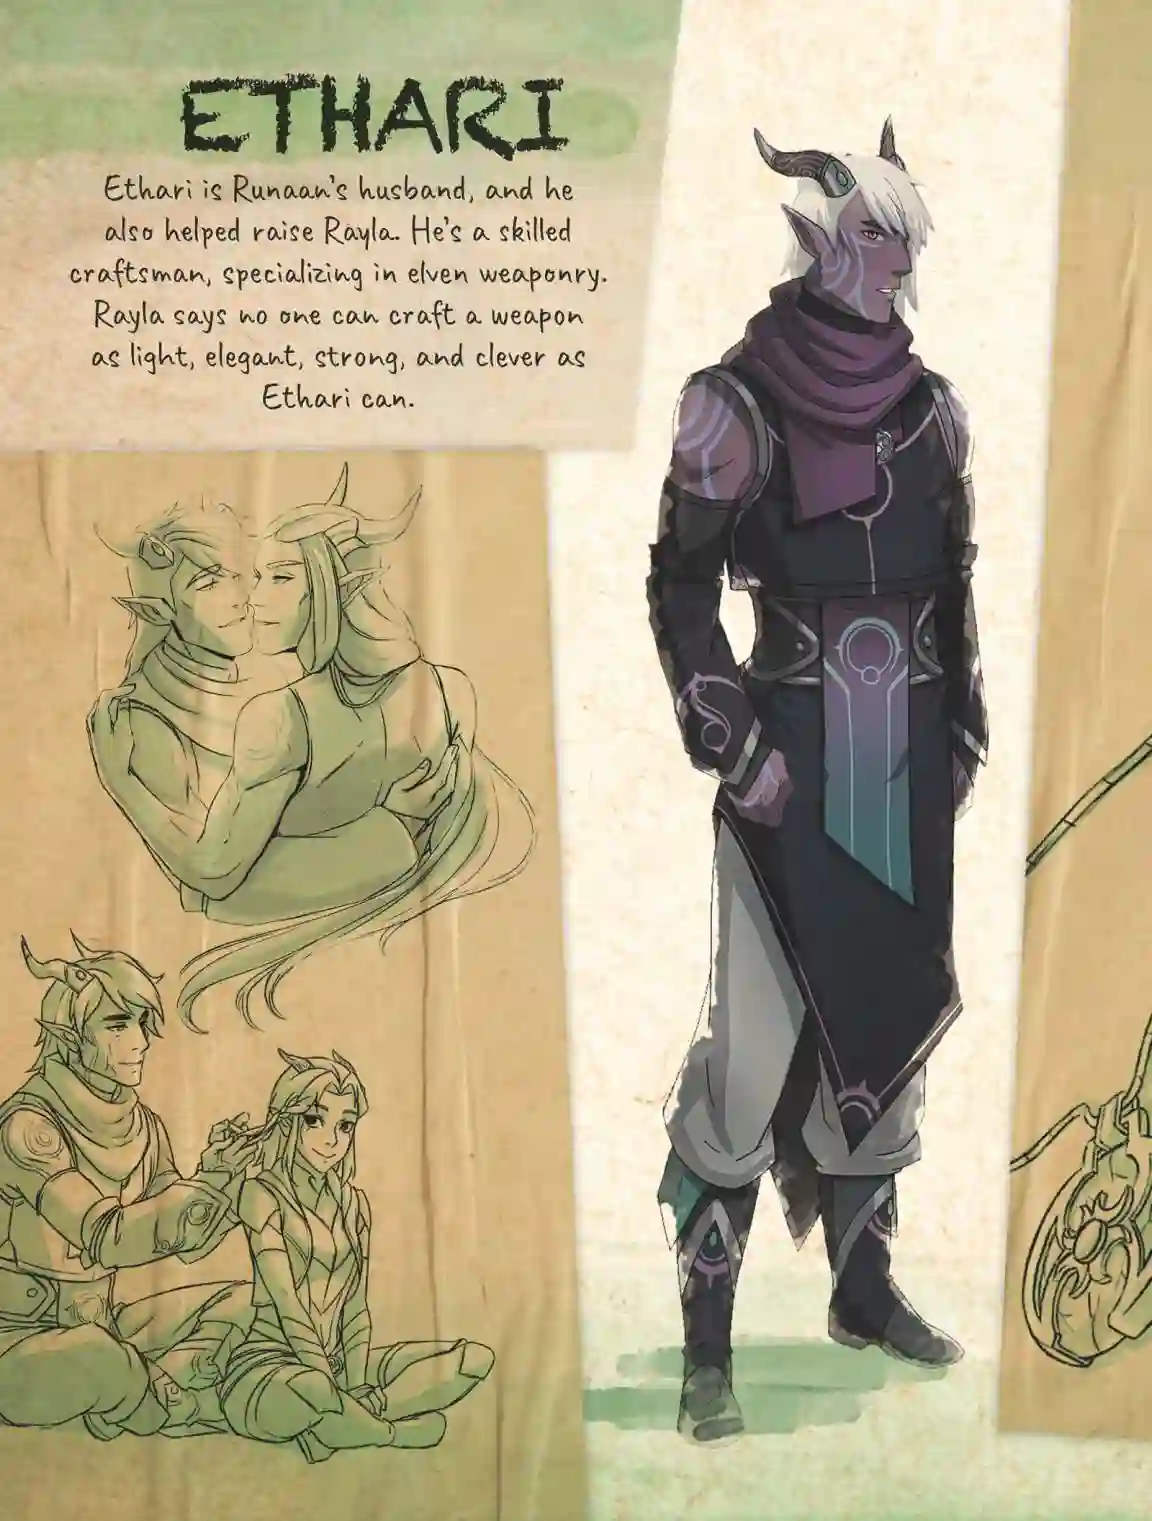 ETHARI
Ethari is Runaan's husband, and he
also helped raise Rayla. He's a skilled
craftsman, specializing in elven weaponry.
Rayla says no one can craft a weapon
as light, elegant, strong, and clever as
Ethari can.